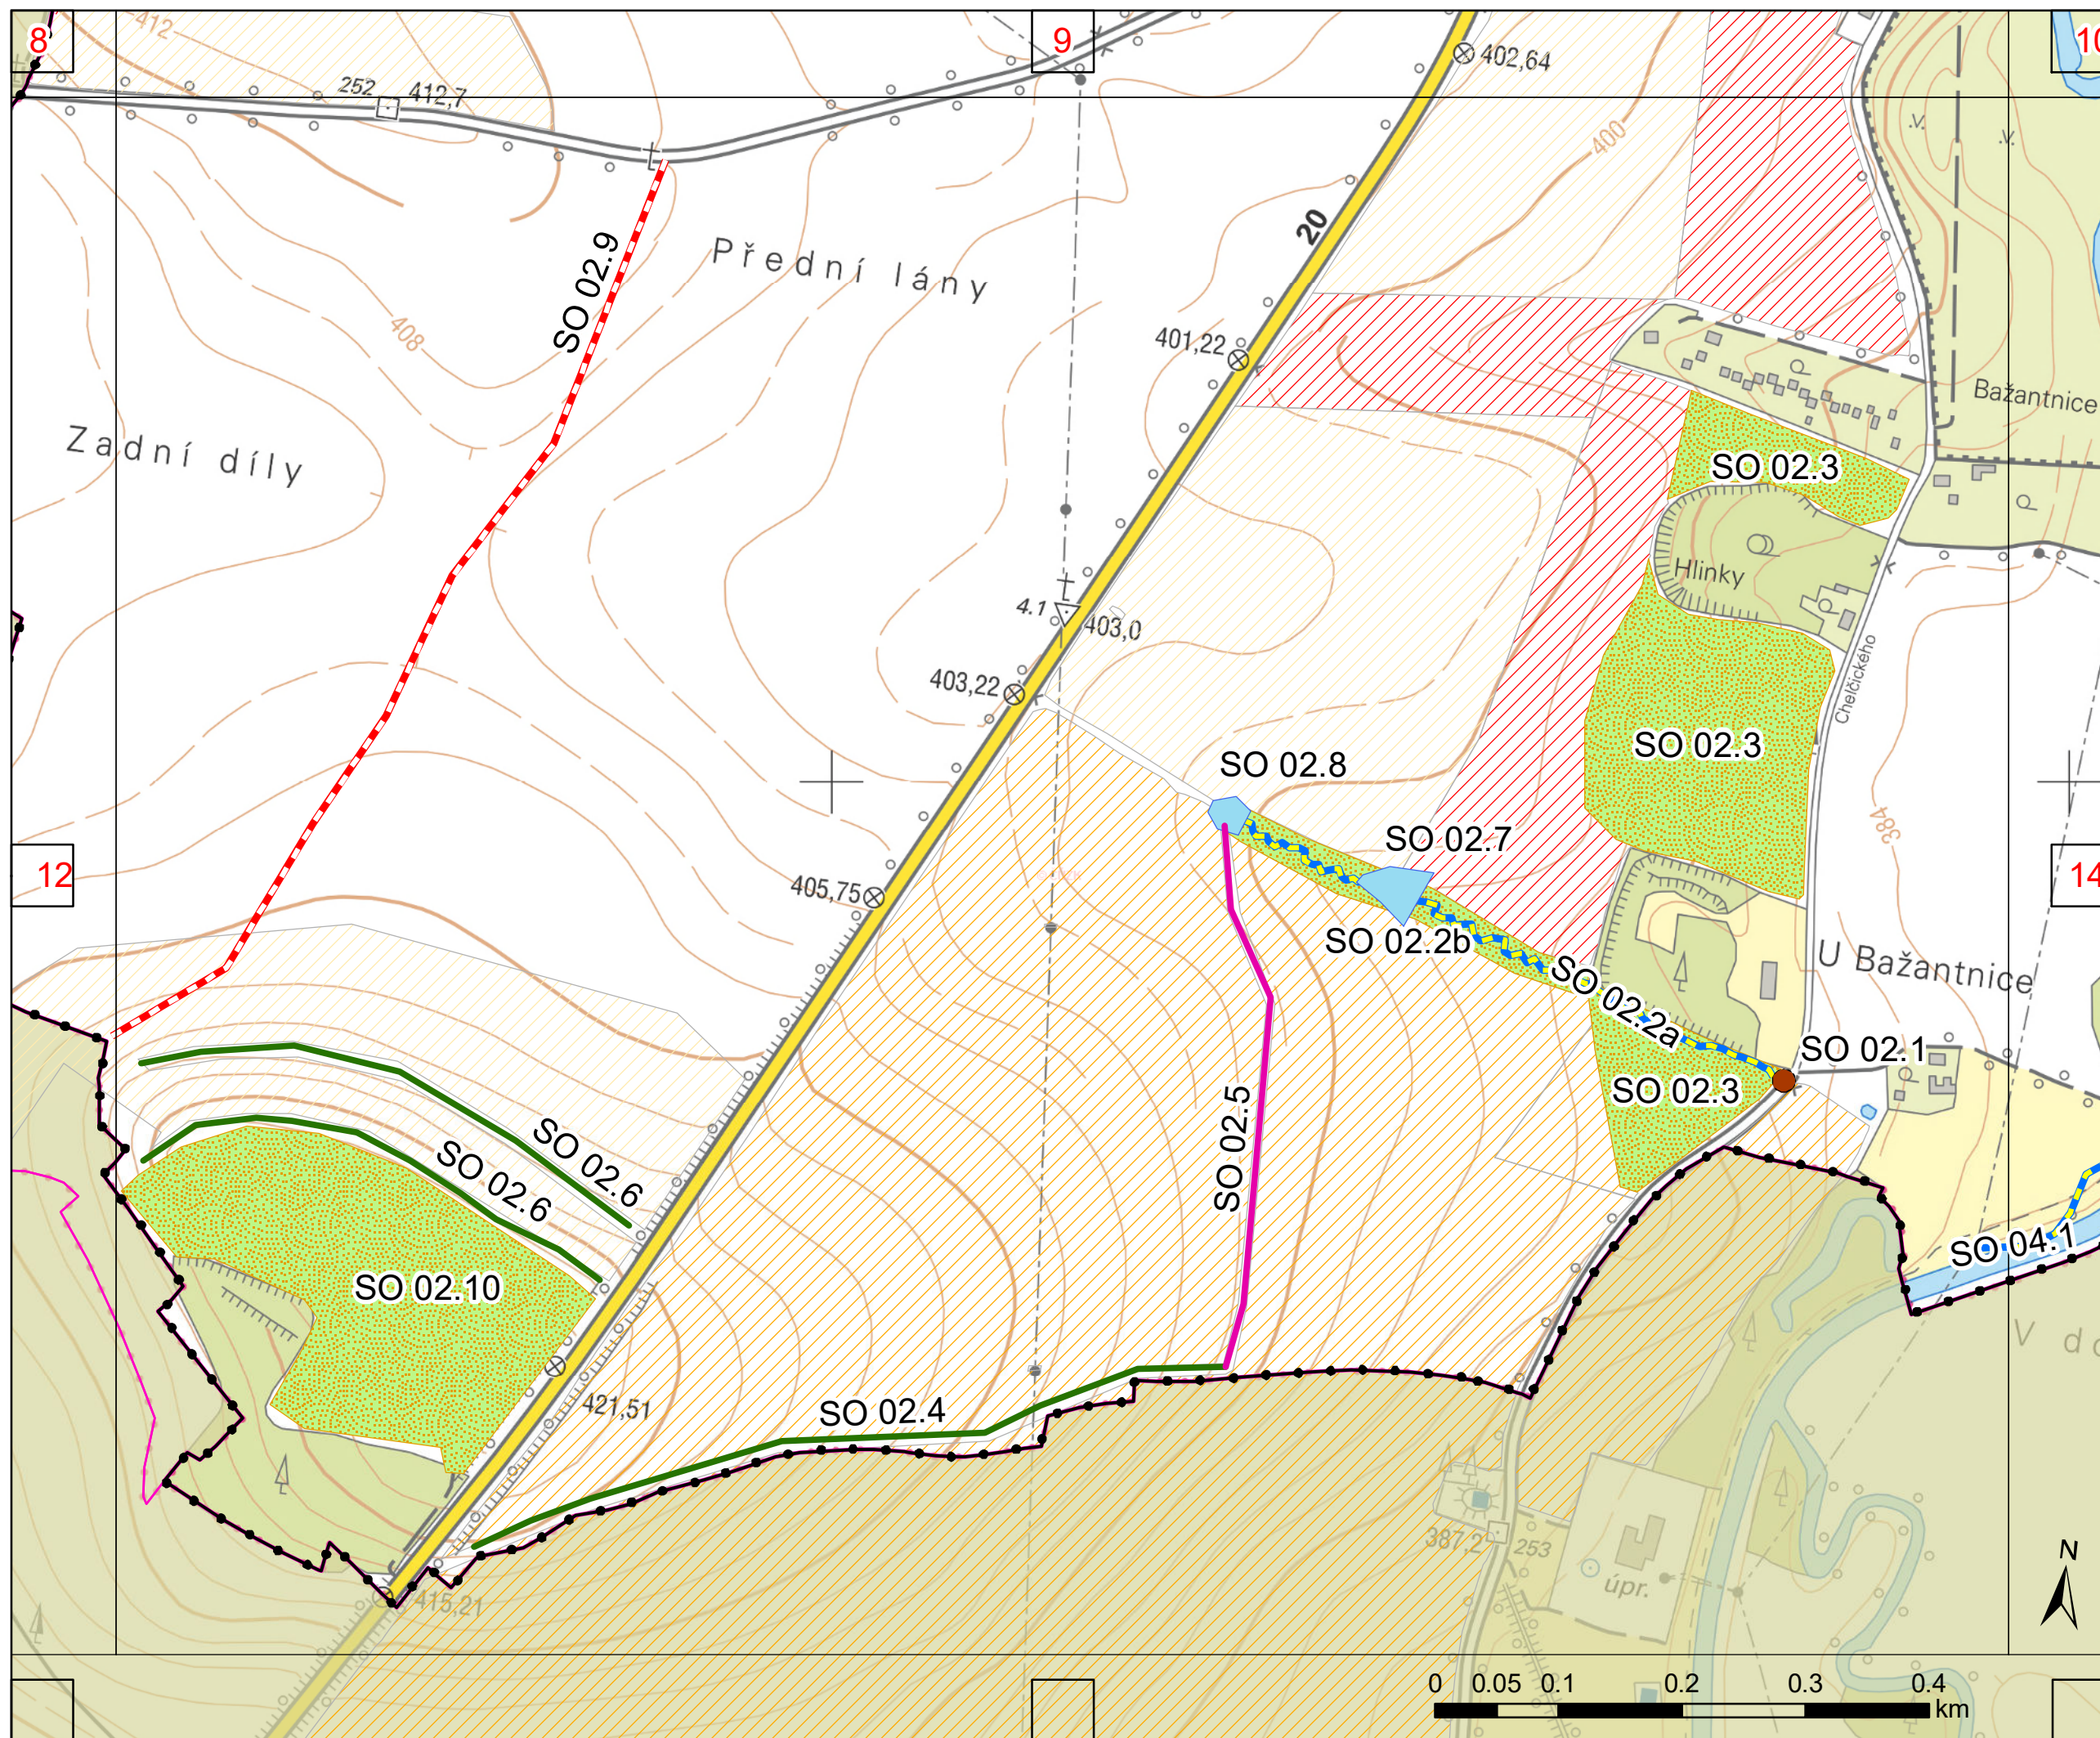 8
412
9
10
402,64
252
412,7
400
20
SO 02.9
Přední lány
408
401,22
Bažantnice
Zadní díly
SO 02.3
Hlinky
4.1
403,0
Chelčického
403,22
SO 02.3
SO 02.8
384
SO 02.7
12
14
405,75
SO 02.2b
U Bažantnice
SO 02.2a
SO 02.1
SO 02.3
SO 02.5
SO 02.6
SO 02.6
SO 04.1
SO 02.10
V do
421,51
SO 02.4
387,2
253
N
úpr.
415,21
0 0.05 0.1 0.2 0.3 0.4
km